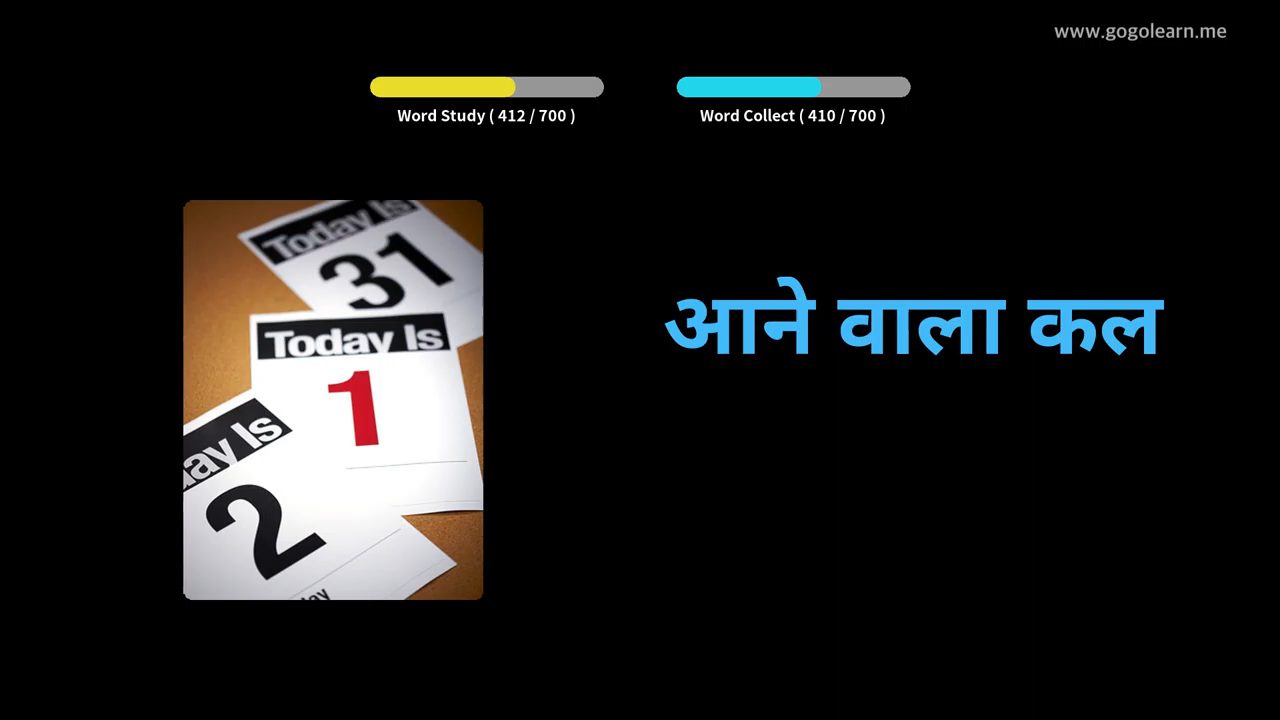 www.gogolearn.me
Word Study ( 412 / 700 )
Word Collect ( 410 / 700 )
Today Is
31
Today Is
1
ay Is
2
ay
आने वाला कल